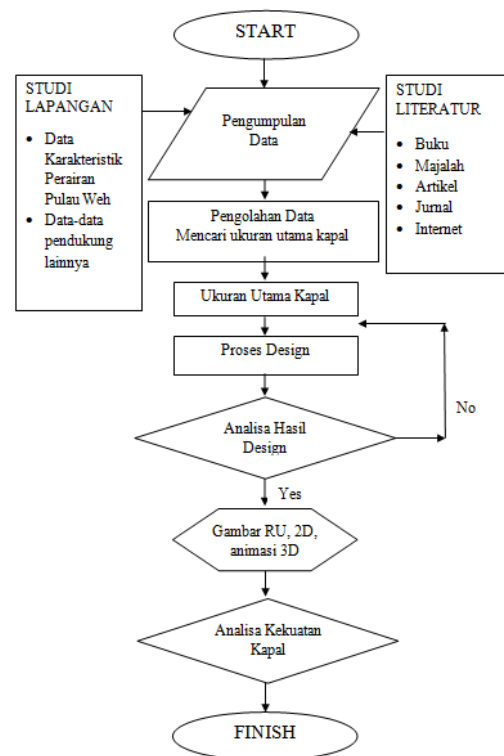 START
STUDI
LAPANGAN
• Data
Karakteristik
Perairan
Pulau Weh
• Data-data
pendukung
lainnya
Pengumpulan
Data
STUDI
LITERATUR
• Buku
• Majalah
• Artikel
• Jurnal
• Internet
Pengolahan Data
Mencari ukuran utama kapal
Ukuran Utama Kapal
Proses Design
Analisa Hasil
Design
No
Yes
Gambar RU, 2D,
animasi 3D
Analisa Kekuatan
Kapal
FINISH